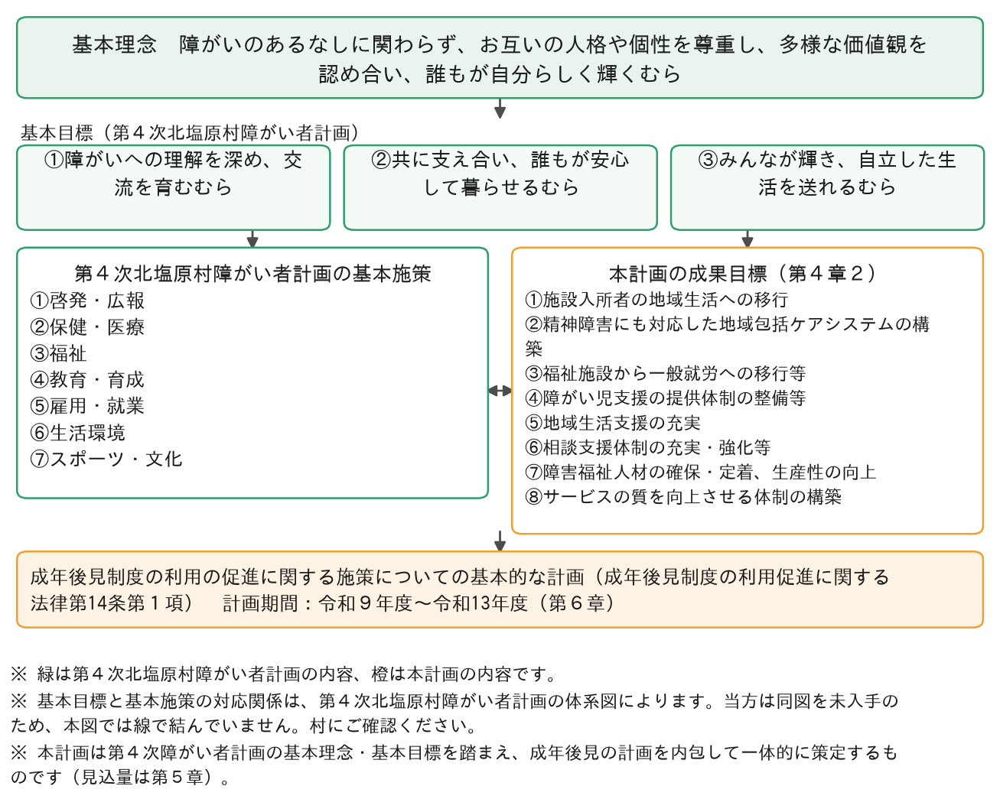 基本理念　障がいのあるなしに関わらず、お互いの人格や個性を尊重し、多様な価値観を
認め合い、誰もが自分らしく輝くむら
基本目標（第４次北塩原村障がい者計画）
①障がいへの理解を深め、交
流を育むむら
②共に支え合い、誰もが安心
して暮らせるむら
③みんなが輝き、自立した生
活を送れるむら
第４次北塩原村障がい者計画の基本施策
①啓発・広報
②保健・医療
③福祉
④教育・育成
⑤雇用・就業
⑥生活環境
⑦スポーツ・文化
本計画の成果目標（第４章２）
①施設入所者の地域生活への移行
②精神障害にも対応した地域包括ケアシステムの構
築
③福祉施設から一般就労への移行等
④障がい児支援の提供体制の整備等
⑤地域生活支援の充実
⑥相談支援体制の充実・強化等
⑦障害福祉人材の確保・定着、生産性の向上
⑧サービスの質を向上させる体制の構築
成年後見制度の利用の促進に関する施策についての基本的な計画（成年後見制度の利用促進に関する
法律第14条第１項）　計画期間：令和９年度～令和13年度（第６章）
※ 緑は第４次北塩原村障がい者計画の内容、橙は本計画の内容です。
※ 基本目標と基本施策の対応関係は、第４次北塩原村障がい者計画の体系図によります。当方は同図を未入手の
ため、本図では線で結んでいません。村にご確認ください。
※ 本計画は第４次障がい者計画の基本理念・基本目標を踏まえ、成年後見の計画を内包して一体的に策定するも
のです（見込量は第５章）。